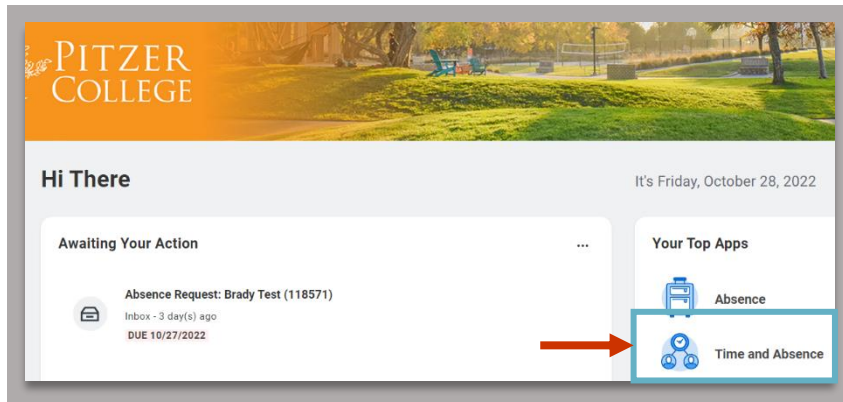 PITZER
COLLEGE
Hi There
It's Friday, October 28, 2022
Awaiting Your Action
...
Your Top Apps
Absence Request: Brady Test (118571)
Inbox - 3 day(s) ago
DUE 10/27/2022
Absence
Time and Absence